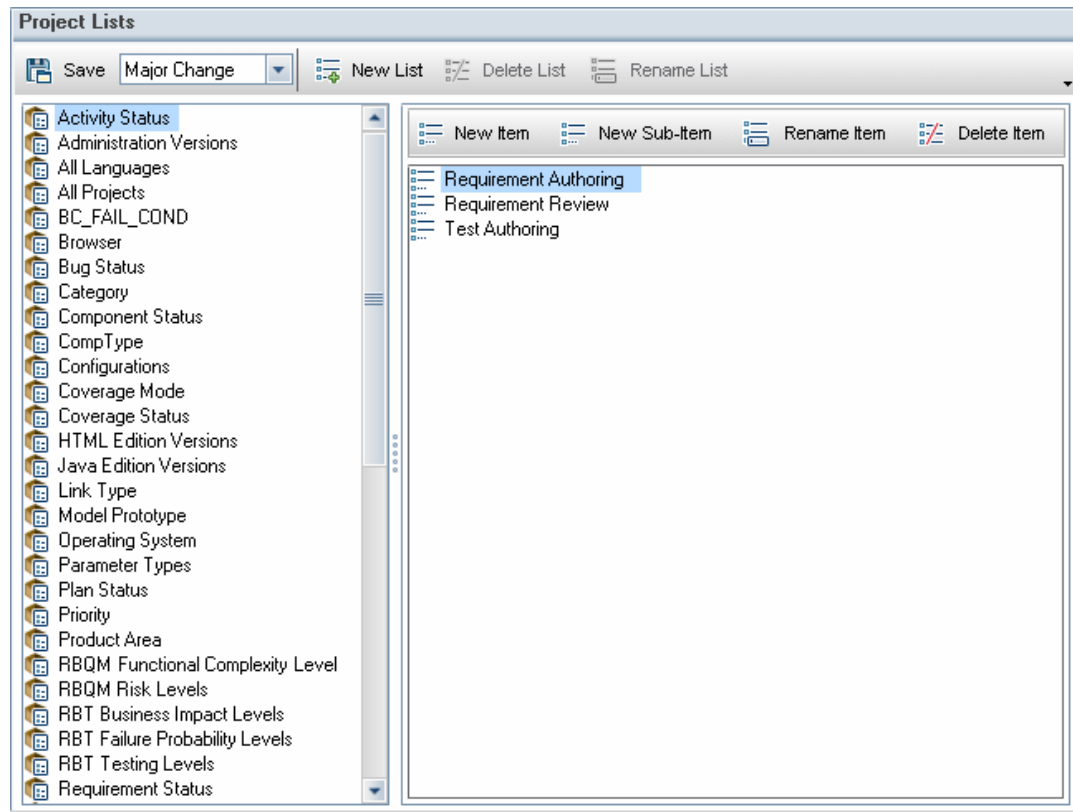 Project Lists
Save Major Change New List Delete List Rename List
Activity Status
Administration Versions
All Languages
All Projects
BC_FAIL_COND
Browser
Bug Status
Category
Component Status
CompType
Configurations
Coverage Mode
Coverage Status
HTML Edition Versions
Java Edition Versions
Link Type
Model Prototype
Operating System
Parameter Types
Plan Status
Priority
Product Area
RBQM Functional Complexity Level
RBQM Risk Levels
RBT Business Impact Levels
RBT Failure Probability Levels
RBT Testing Levels
Requirement Status
New Item New Sub-Item Rename Item Delete Item
Requirement Authoring
Requirement Review
Test Authoring